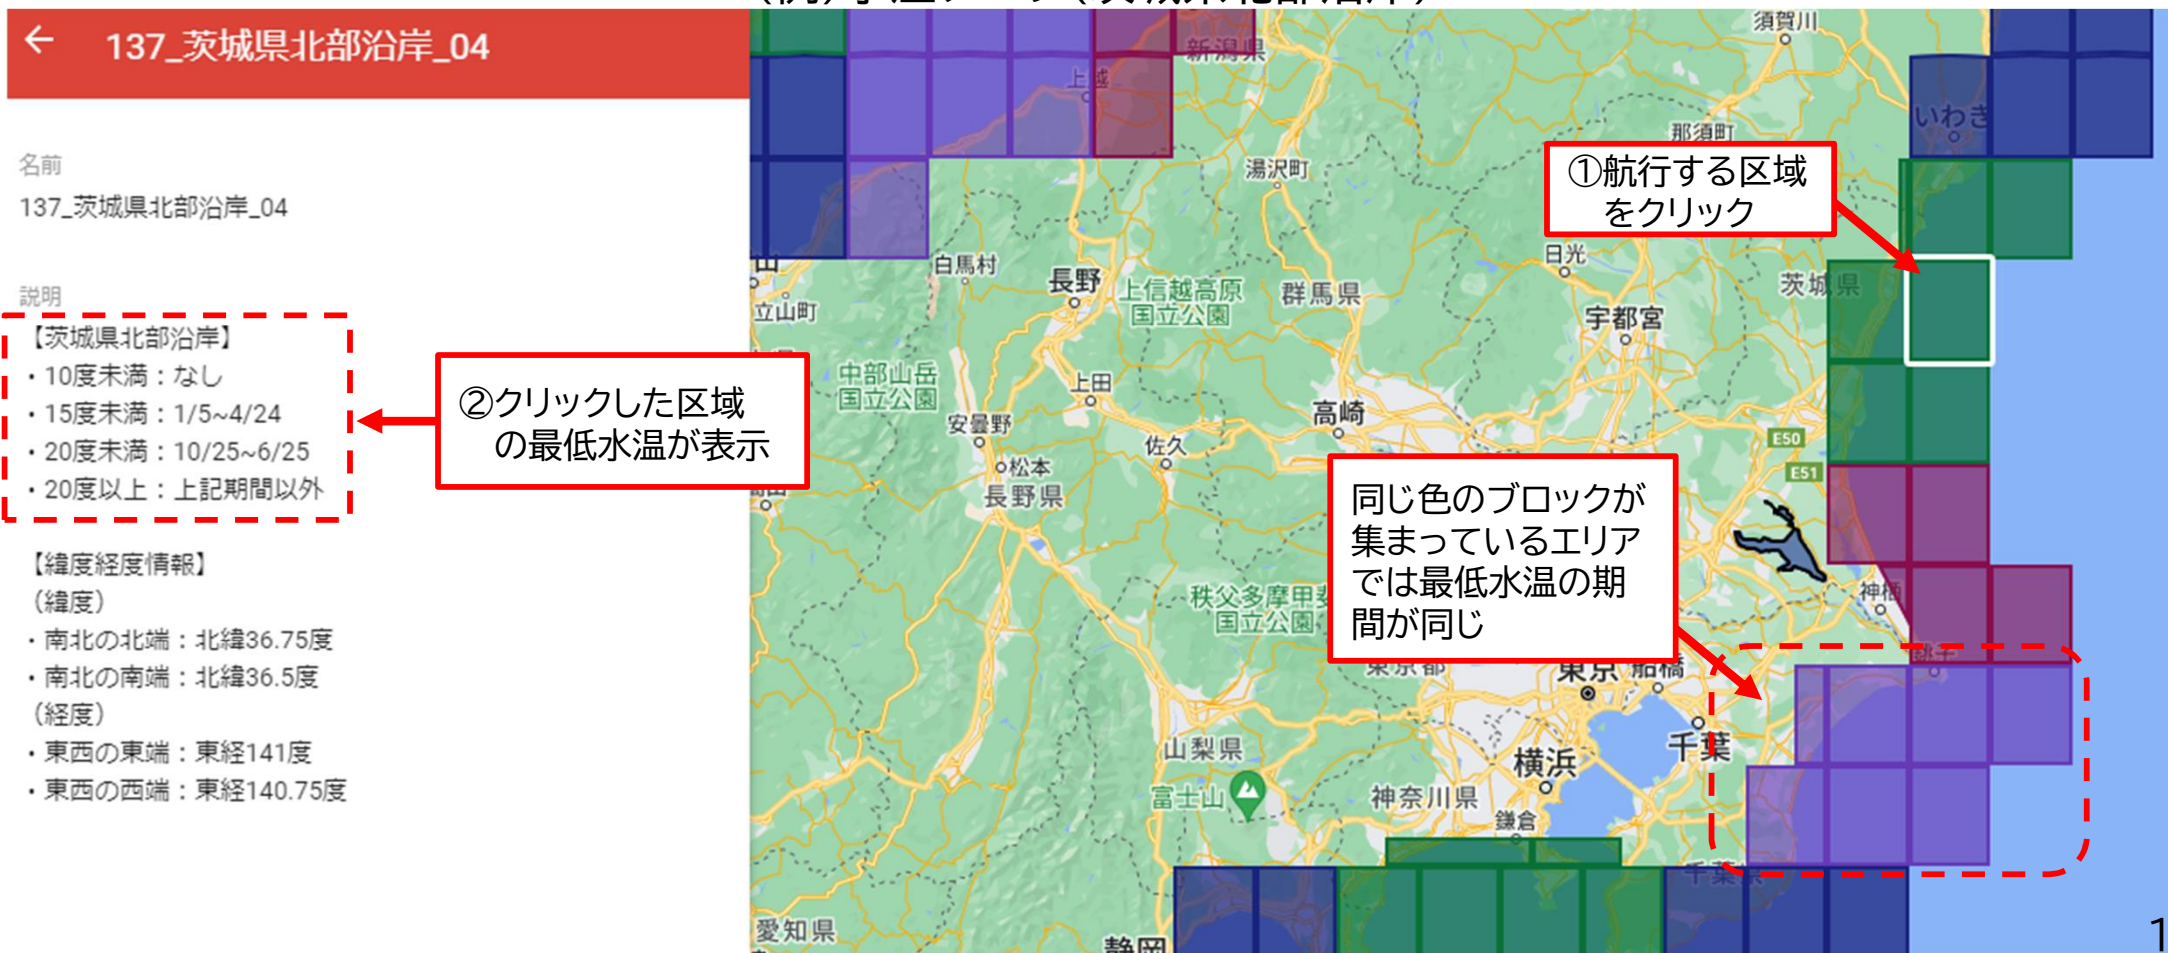 137_茨城県北部沿岸_04
名前
137_茨城県北部沿岸_04
説明
【茨城県北部沿岸】
・10度未満：なし
・15度未満：1/5~4/24
・20度未満：10/25~6/25
・20度以上：上記期間以外
【緯度経度情報】
（緯度）
・南北の北端：北緯36.75度
・南北の南端：北緯36.5度
（経度）
・東西の東端：東経141度
・東西の西端：東経140.75度
①航行する区域
をクリック
②クリックした区域
の最低水温が表示
同じ色のブロックが
集まっているエリア
では最低水温の期
間が同じ
須賀川
新潟県
上越
いわき
那須町
湯沢町
日光
白馬村
長野
上信越高原
国立公園
群馬県
茨城県
立山町
宇都宮
中部山岳
国立公園
上田
安曇野
高崎
佐久
E50
松本
E51
長野県
秩父多摩甲斐
国立公園
神栖
東京都
東京
船橋
銚子
山梨県
横浜
千葉
富士山
神奈川県
鎌倉
千葉県
愛知県
静岡
1